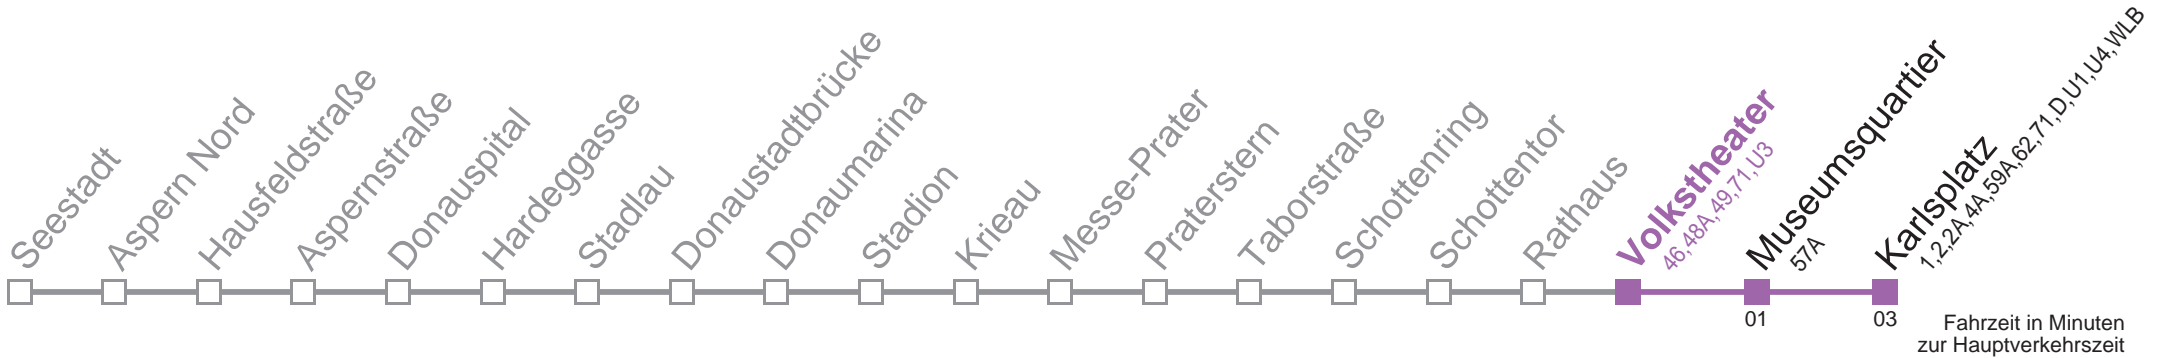 Seestadt
Aspern Nord
Hausfeldstraße
Aspernstraße
Donauspital
Hardeggasse
Stadlau
Donaustadtbrücke
Donaumarina
Stadion
Krieau
Messe-Prater
Praterstern
Taborstraße
Schottenring
Schottentor
Rathaus
Volkstheater
46,48A,49,71,U3
Museumsquartier
57A
Karlsplatz
1,2,2A,4A,59A,62,71,D,U1,U4,WLB
01
03
Fahrzeit in Minuten
zur Hauptverkehrszeit